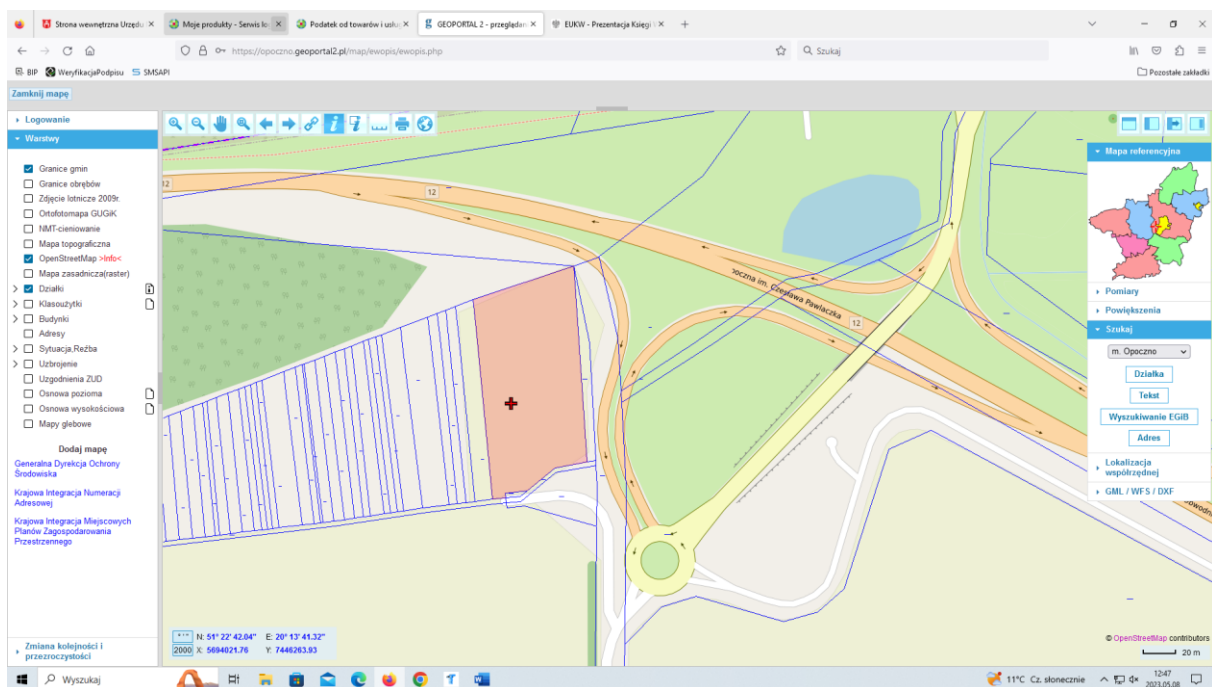 Strona wewnętrzna Urzędu
Moje produkty - Serwis lo
Podatek od towarów i usług
GEOPORTAL 2 - przeglądan
EUKW - Prezentacja Księgi
https://opoczno.geoportal2.pl/map/ewopis/ewopis.php
Szukaj
BIP
WeryfikacjaPodpisu
SMSAPI
Pozostałe zakładki
Zamknij mapę
Logowanie
Warstwy
Granice gmin
Granice obrębów
Zdjęcie lotnicze 2009r.
Ortofotomapa GUGiK
NMT-cieniowanie
Mapa topograficzna
OpenStreetMap >Info<
Mapa zasadnicza(raster)
Działki
Klasoużytki
Budynki
Adresy
Sytuacja,Rzeźba
Uzbrojenie
Uzgodnienia ZUD
Osnowa pozioma
Osnowa wysokościowa
Mapy glebowe
Dodaj mapę
Generalna Dyrekcja Ochrony
Środowiska
Krajowa Integracja Numeracji
Adresowej
Krajowa Integracja Miejscowych
Planów Zagospodarowania
Przestrzennego
Zmiana kolejności i
przezroczystości
12
12
oczna im. Czesława Pawlaczka
12
N: 51° 22' 42.04" E: 20° 13' 41.32"
2000 X: 5694021.76 Y: 7446263.93
Mapa referencyjna
Pomiary
Powiększenia
Szukaj
m. Opoczno
Działka
Tekst
Wyszukiwanie EGiB
Adres
Lokalizacja
współrzędnej
GML / WFS / DXF
© OpenStreetMap contributors
20 m
Wyszukaj
11°C Cz. słonecznie
12:47
2023.05.08